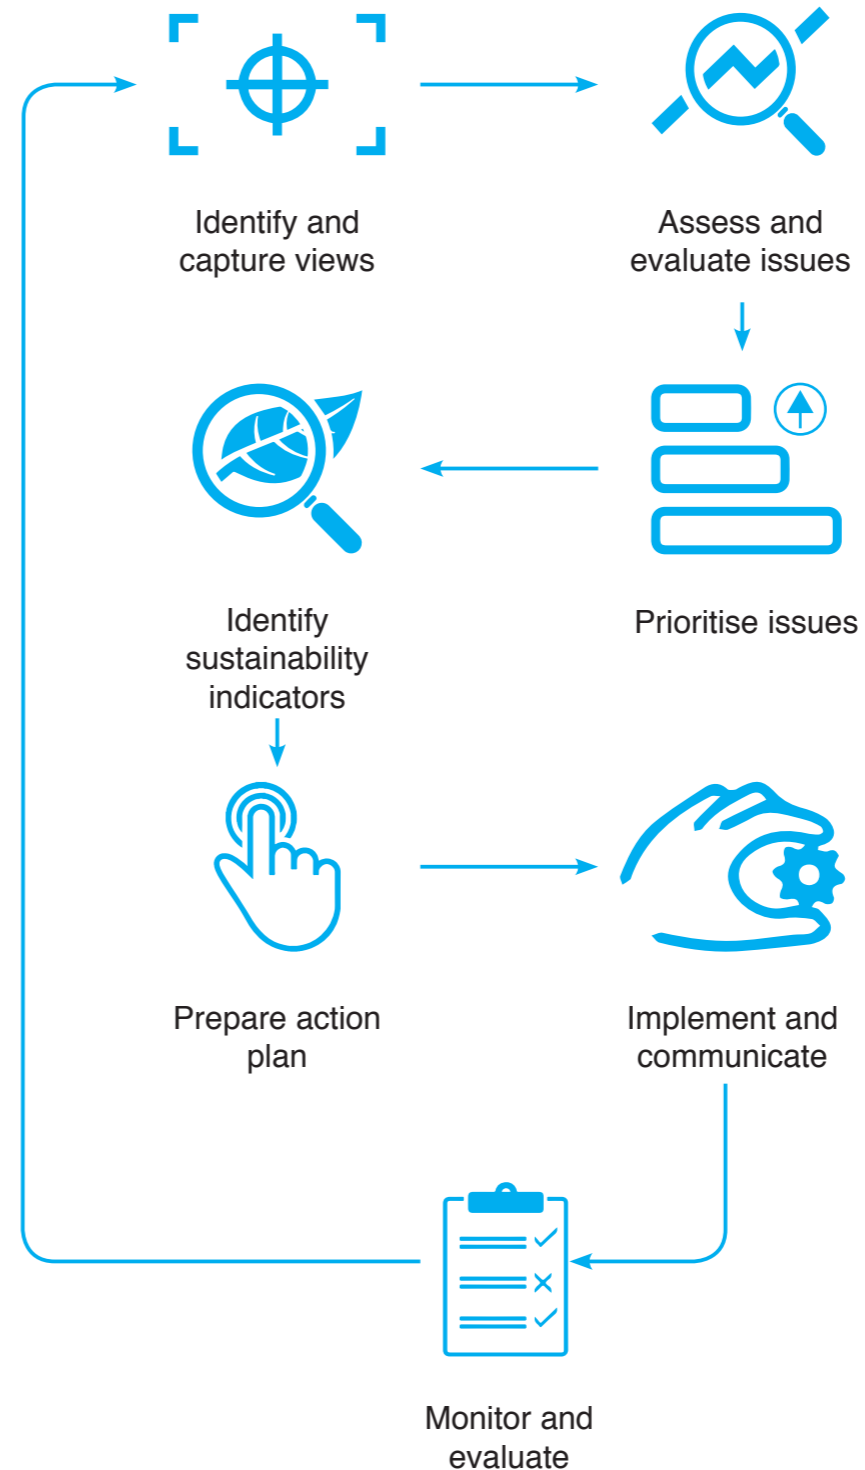 Identify and
capture views
Assess and
evaluate issues
Prioritise issues
Identify
sustainability
indicators
Prepare action
plan
Implement and
communicate
Monitor and
evaluate